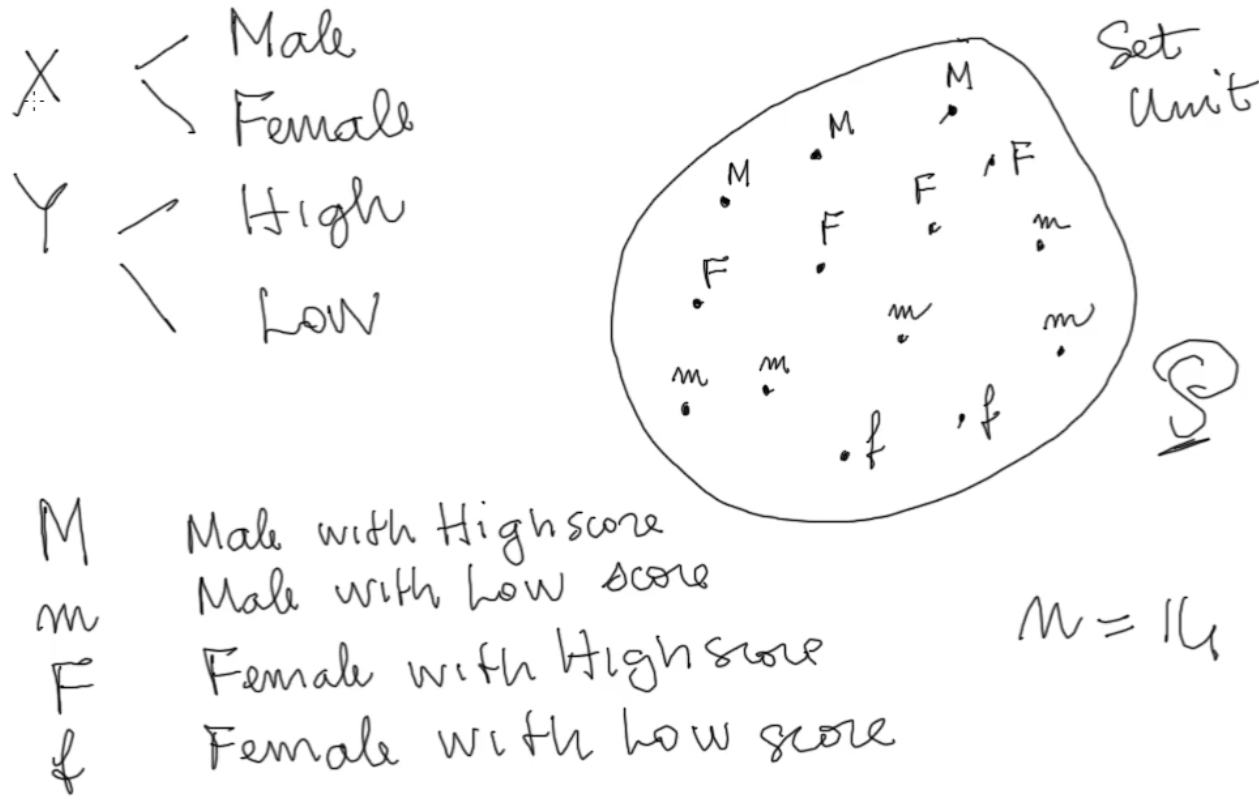 X
Male
Female
Y
High
Low
Set
Unit
M
M
M
F
F
F
F
m
m
m
m
m
f
f
S
M Male with High score
m Male with Low score
F Female with High score
f Female with Low score
n = 14